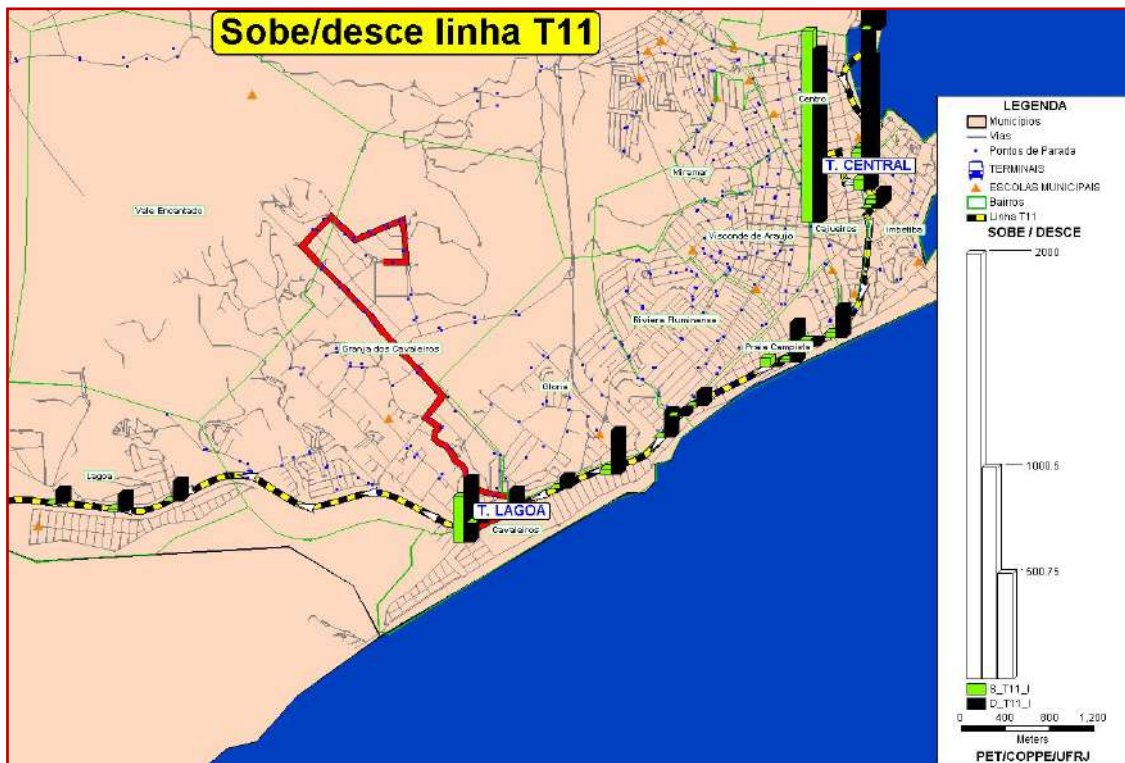 Sobe/desce linha T11
Centro
T. CENTRAL
Miramar
Vale Encantado
Visconde de Araujo
Cajueiros
Imbetiba
Riviera Fluminense
Granja dos Cavaleiros
Praia Campista
Gloria
Lagoa
T. LAGOA
Cavaleiros
LEGENDA
Municípios
Vias
Pontos de Parada
TERMINAIS
ESCOLAS MUNICIPAIS
Bairros
Linha T11
SOBE / DESCE
2000
1000.5
500.75
S_T11_I
D_T11_I
0 400 800 1,200
Meters
PET/COPPE/UFRJ